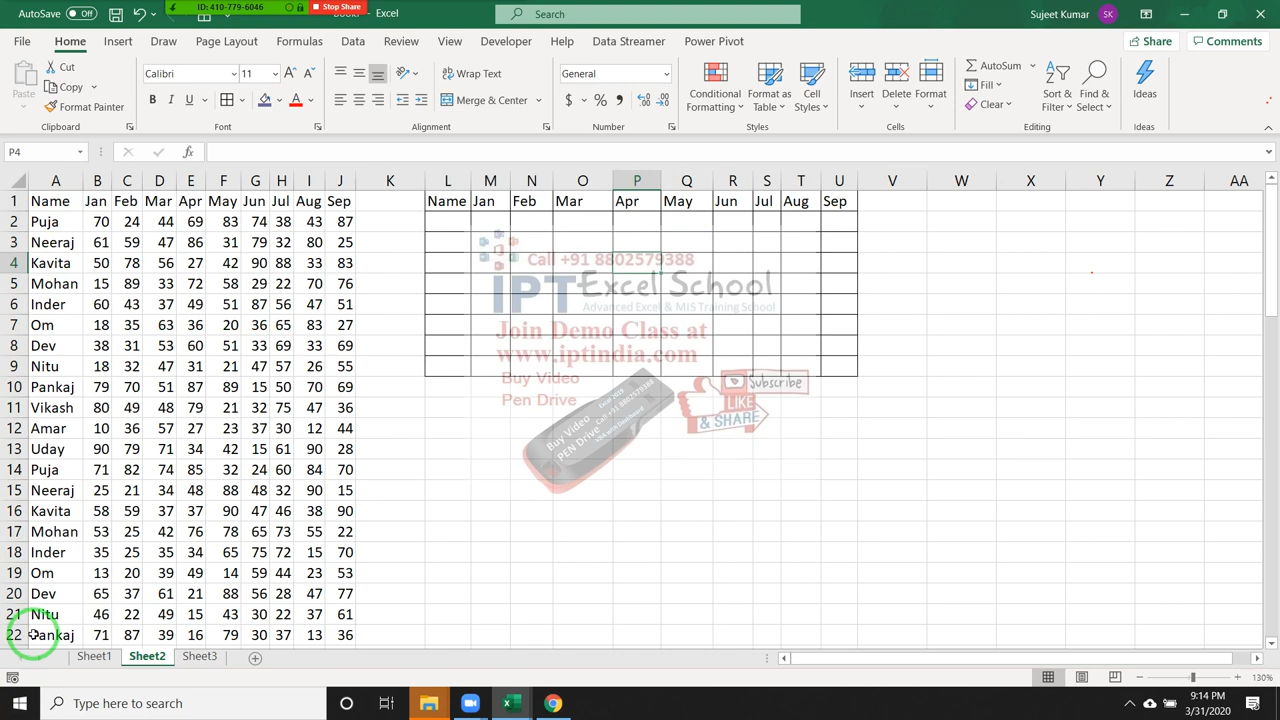 AutoSave Off
ID: 410-779-6046 Stop Share
Excel
Search
Sujeet Kumar SK
File Home Insert Draw Page Layout Formulas Data Review View Developer Help Data Streamer Power Pivot Share Comments
Paste Cut Copy Format Painter Clipboard
Calibri 11 B I U A Font
Wrap Text Merge & Center Alignment
General $ % Number
Conditional Formatting Format as Table Cell Styles Styles
Insert Delete Format Cells
AutoSum Fill Clear Sort & Filter Find & Select Editing
Ideas Ideas
P4 fx
A B C D E F G H I J K L M N O P Q R S T U V W X Y Z AA
1 Name Jan Feb Mar Apr May Jun Jul Aug Sep Name Jan Feb Mar Apr May Jun Jul Aug Sep
2 Puja 70 24 44 69 83 74 38 43 87
3 Neeraj 61 59 47 86 31 79 32 80 25
4 Kavita 50 78 56 27 42 90 88 33 83
5 Mohan 15 89 33 72 58 29 22 70 76
6 Inder 60 43 37 49 51 87 56 47 51
7 Om 18 35 63 36 20 36 65 83 27
8 Dev 38 31 53 60 51 33 69 33 69
9 Nitu 18 32 47 31 21 47 57 26 55
10 Pankaj 79 70 51 87 89 15 50 70 69
11 Vikash 80 49 48 79 21 32 75 47 36
12 Anar 10 36 57 27 23 37 30 12 44
13 Uday 90 79 71 34 42 15 61 90 28
14 Puja 71 82 74 85 32 24 60 84 70
15 Neeraj 25 21 34 48 88 48 32 90 15
16 Kavita 58 59 37 37 90 47 46 38 90
17 Mohan 53 25 42 76 78 65 73 55 22
18 Inder 35 25 35 34 65 75 72 15 70
19 Om 13 20 39 49 14 59 44 23 53
20 Dev 65 37 61 21 88 56 28 47 77
21 Nitu 46 22 49 15 43 30 22 37 61
22 Pankaj 71 87 39 16 79 30 37 13 36
Call +91 8802579388
iPT Excel School
Advanced Excel & MIS Training School
Join Demo Class at
www.iptindia.com
Buy Video
Pen Drive
Subscribe
LIKE
& SHARE
Buy Video
PEN Drive
Sheet1 Sheet2 Sheet3
130%
Type here to search
9:14 PM
3/31/2020